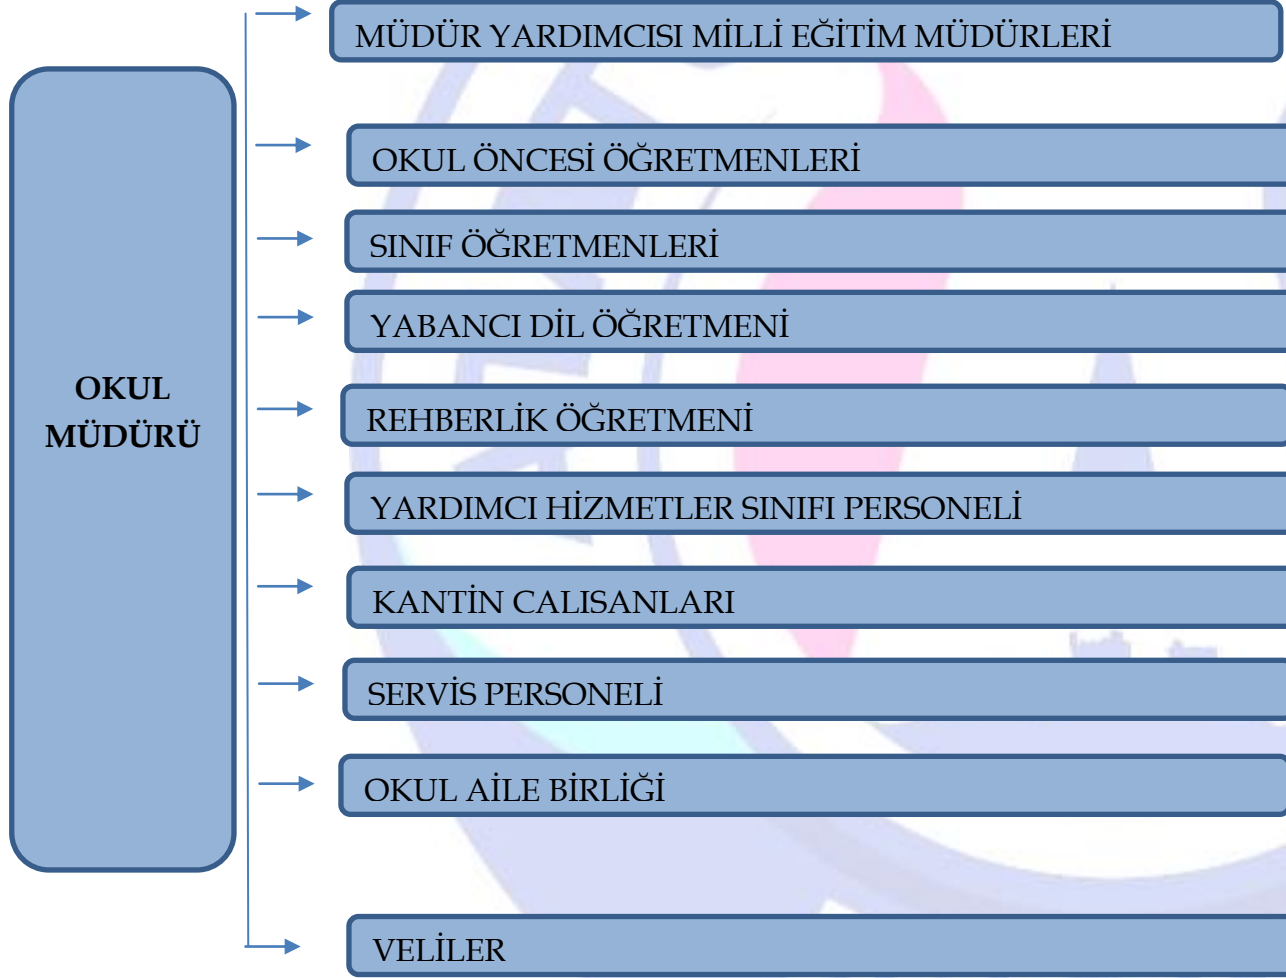 MÜDÜR YARDIMCISI MİLLİ EĞİTİM MÜDÜRLERİ
OKUL
MÜDÜRÜ
OKUL ÖNCESİ ÖĞRETMENLERİ
SINIF ÖĞRETMENLERİ
YABANCI DİL ÖĞRETMENİ
REHBERLİK ÖĞRETMENİ
YARDIMCI HİZMETLER SINIFI PERSONELİ
KANTİN CALISANLARI
SERVİS PERSONELİ
OKUL AİLE BİRLİĞİ
VELİLER